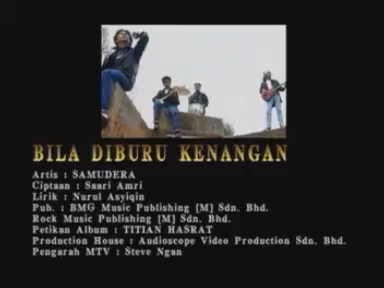 BILA DIBURU KENANGAN
Artis : SAMUDERA
Ciptaan : Saari Amri
Lirik : Nurul Asyiqin
Pub. : BMG Music Publishing [M] Sdn. Bhd.
Rock Music Publishing [M] Sdn. Bhd.
Petikan Album : TITIAN HASRAT
Production House : Audioscope Video Production Sdn. Bhd.
Pengarah MTV : Steve Ngan